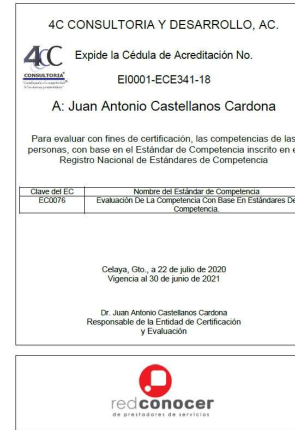 4C CONSULTORIA Y DESARROLLO, AC.
4CC
CONSULTORIA
Expide la Cédula de Acreditación No.
EI0001-ECE341-18
A: Juan Antonio Castellanos Cardona
Para evaluar con fines de certificación, las competencias de las
personas, con base en el Estándar de Competencia inscrito en e
Registro Nacional de Estándares de Competencia
Clave del EC Nombre del Estándar de Competencia
EC0076 Evaluación De La Competencia Con Base En Estándares De
Competencia.
Celaya, Gto., a 22 de julio de 2020
Vigencia al 30 de junio de 2021
Dr. Juan Antonio Castellanos Cardona
Responsable de la Entidad de Certificación
y Evaluación
redconocer
de prestadores de servicios